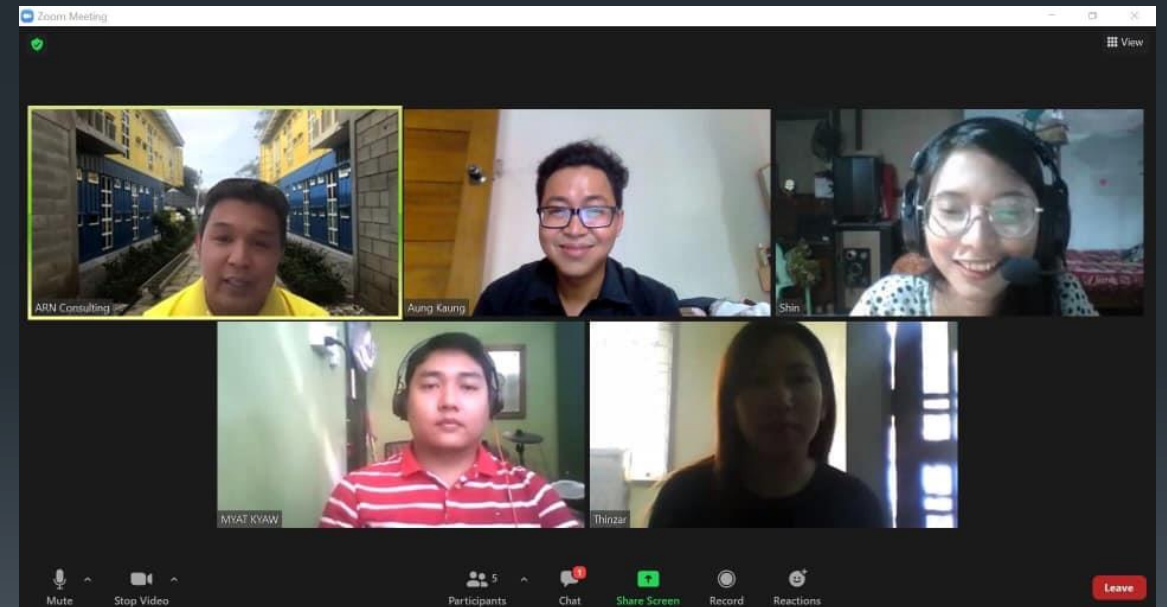 Zoom Meeting
View
ARN Consulting
Aung Kaung
Shin
MYAT KYAW
Thinzar
Mute
Stop Video
Participants
5
Chat
1
Share Screen
Record
Reactions
Leave